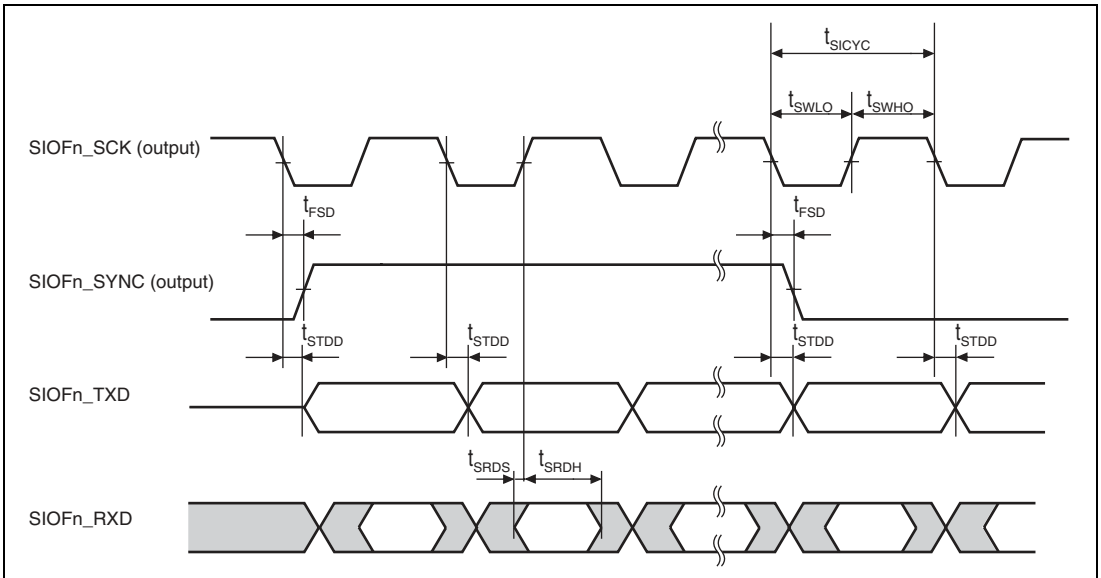 tSICYC
tSWLO tSWHO
SIOFn_SCK (output)
tFSD tFSD
SIOFn_SYNC (output)
tSTDD tSTDD tSTDD tSTDD
SIOFn_TXD
tSRDS tSRDH
SIOFn_RXD